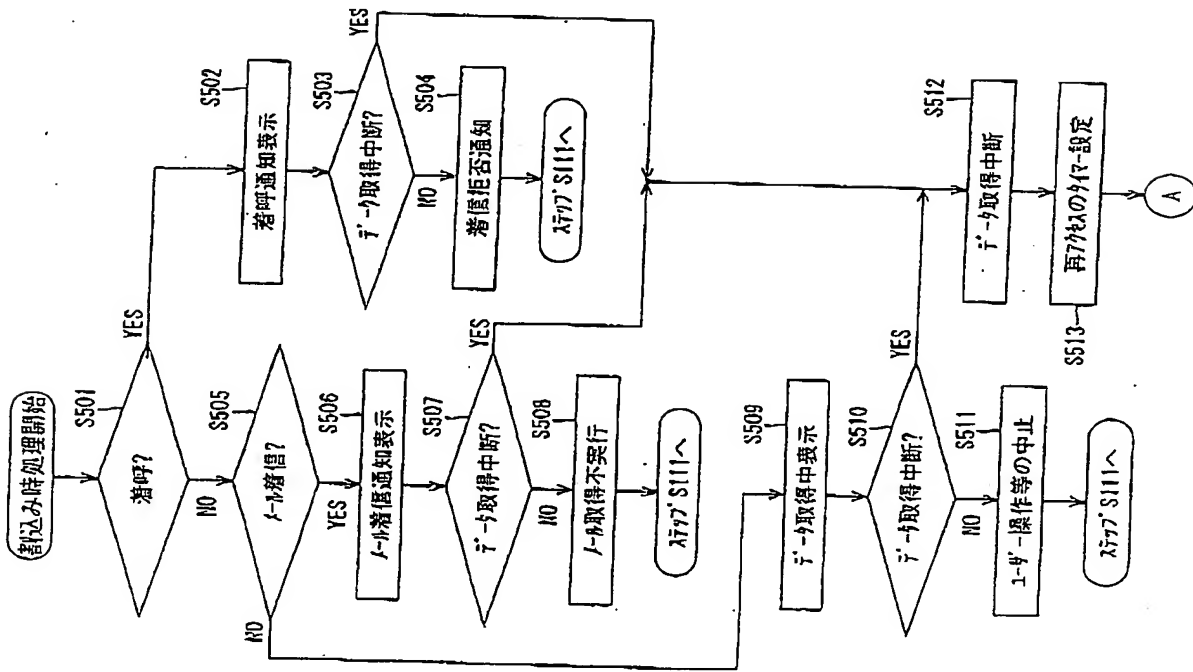 割込み時処理開始
着呼?
S501
YES
NO
着呼通知表示
S502
データ取得中断?
S503
YES
NO
着信拒否通知
S504
ステップS111へ
メール着信?
S505
NO
YES
メール着信通知表示
S506
データ取得中断?
S507
YES
NO
メール取得不実行
S508
ステップS111へ
データ取得中表示
S509
データ取得中断?
S510
YES
NO
ユーザー操作等の中止
S511
ステップS111へ
データ取得中断
S512
再アクセスのタイマー設定
S513
A